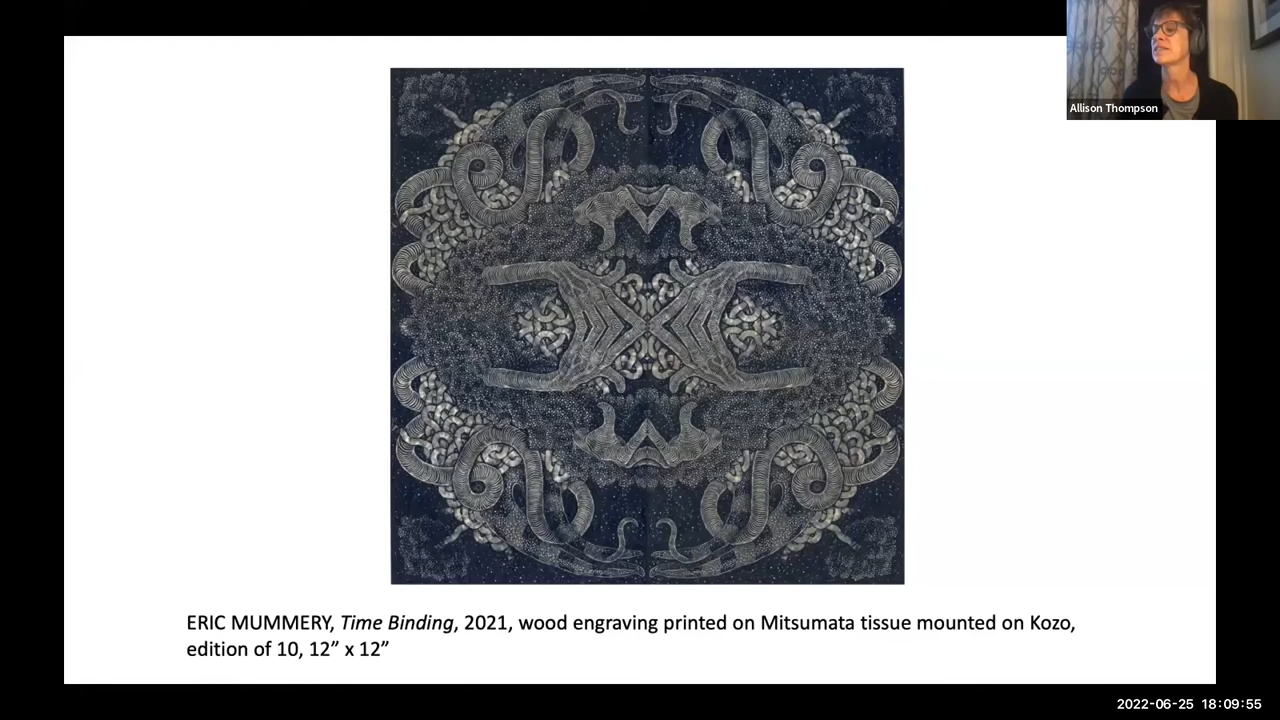 Allison Thompson
ERIC MUMMERY, Time Binding, 2021, wood engraving printed on Mitsumata tissue mounted on Kozo,
edition of 10, 12” x 12”
2022-06-25 18:09:55